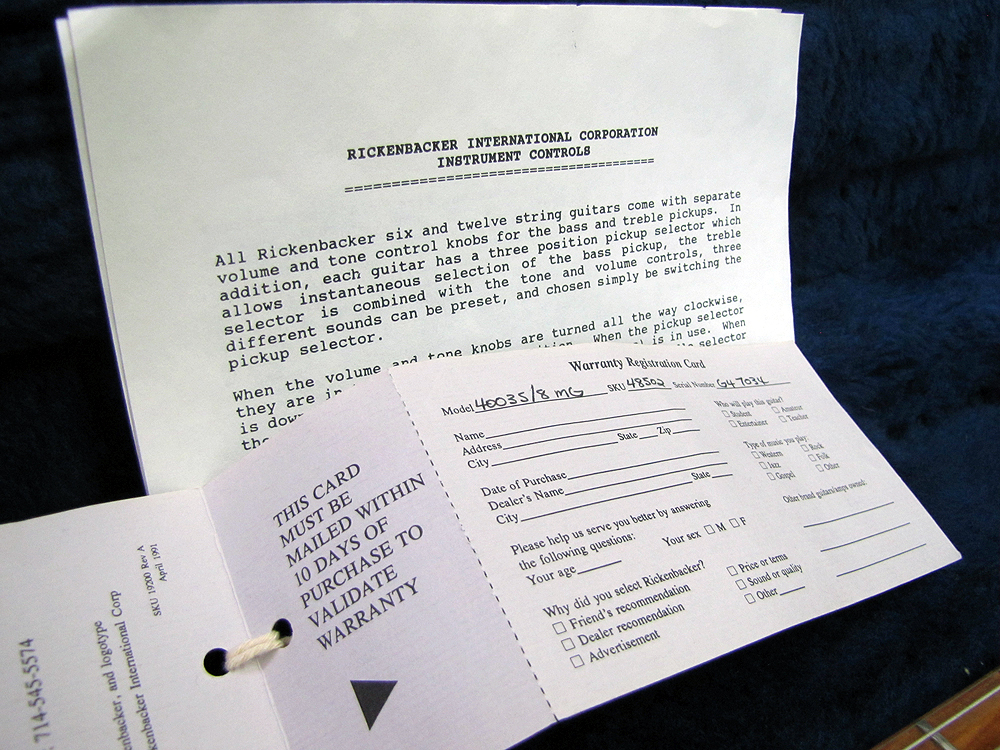 RICKENBACKER INTERNATIONAL CORPORATION
INSTRUMENT CONTROLS
=====================================
All Rickenbacker six and twelve string guitars come with separate
volume and tone control knobs for the bass and treble pickups. In
addition, each guitar has a three position pickup selector which
allows instantaneous selection of the bass pickup, the treble
selector is combined with the tone and volume controls, three
different sounds can be preset, and chosen simply be switching the
pickup selector.
When the volume and tone knobs are turned all the way clockwise,
they are in When the pickup selector
is down is in use. When
the selector
Warranty Registration Card
Model 4003S/8 MG SKU 48502 Serial Number G47034
Name
Address
City State Zip
Date of Purchase
Dealer's Name
City State
Please help us serve you better by answering
the following questions: Your sex □ M □ F
Your age
Why did you select Rickenbacker?
□ Friend's recommendation
□ Dealer recomendation
□ Advertisement
□ Price or terms
□ Sound or quality
□ Other
Who will play this guitar?
□ Student □ Amateur
□ Entertainer □ Teacher
Type of music you play:
□ Western □ Rock
□ Jazz □ Folk
□ Gospel □ Other
Other brand guitars/amps owned:
THIS CARD
MUST BE
MAILED WITHIN
10 DAYS OF
PURCHASE TO
VALIDATE
WARRANTY
SKU 19200 Rev A
April 1991
enbacker, and logotype
kenbacker International Corp
714-545-5574